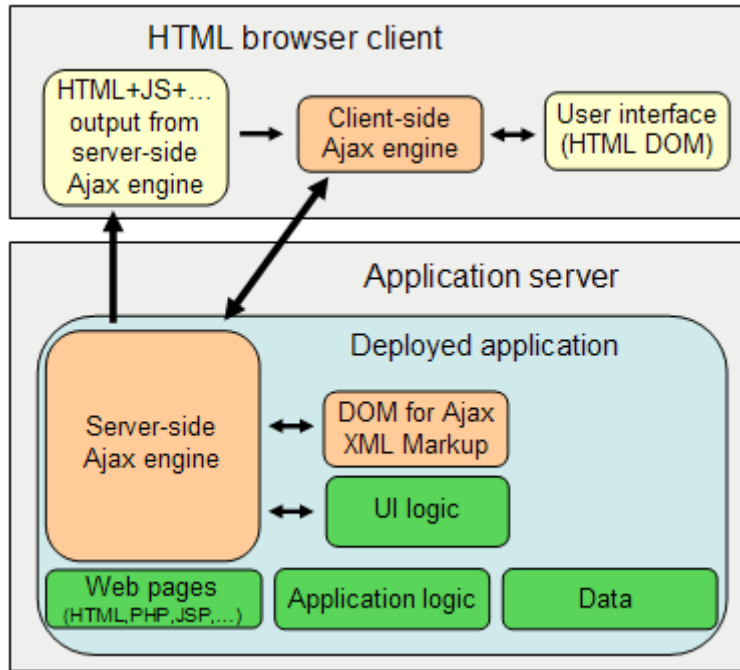 HTML browser client
HTML+JS+...
output from
server-side
Ajax engine
Client-side
Ajax engine
User interface
(HTML DOM)
Application server
Deployed application
Server-side
Ajax engine
DOM for Ajax
XML Markup
UI logic
Web pages
(HTML,PHP,JSP,...)
Application logic
Data